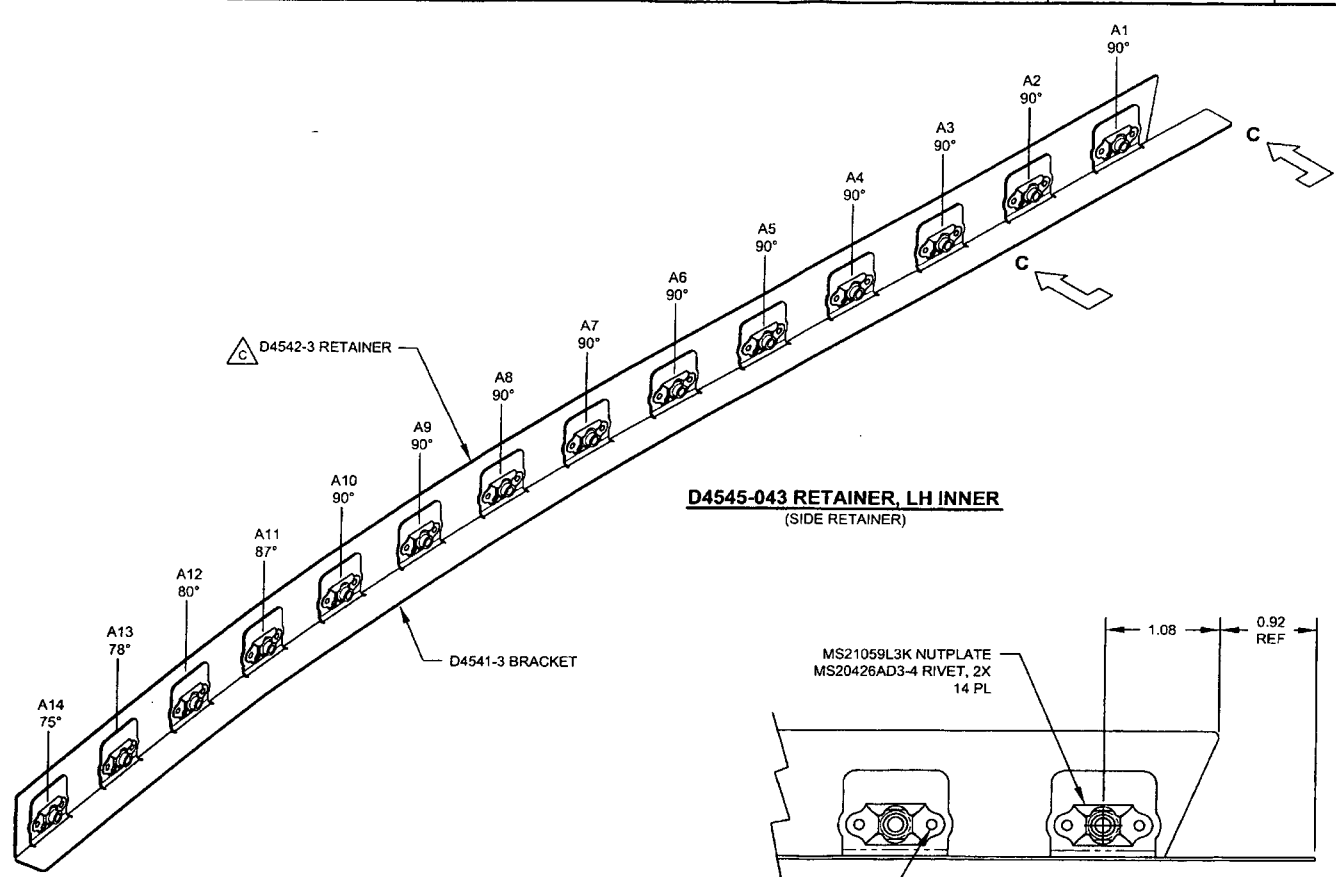 A1
90°
A2
90°
A3
90°
A4
90°
A5
90°
A6
90°
A7
90°
A8
90°
A9
90°
A10
90°
A11
87°
A12
80°
A13
78°
A14
75°
C
C
C D4542-3 RETAINER
D4541-3 BRACKET
D4545-043 RETAINER, LH INNER
(SIDE RETAINER)
1.08
0.92
REF
MS21059L3K NUTPLATE
MS20426AD3-4 RIVET, 2X
14 PL